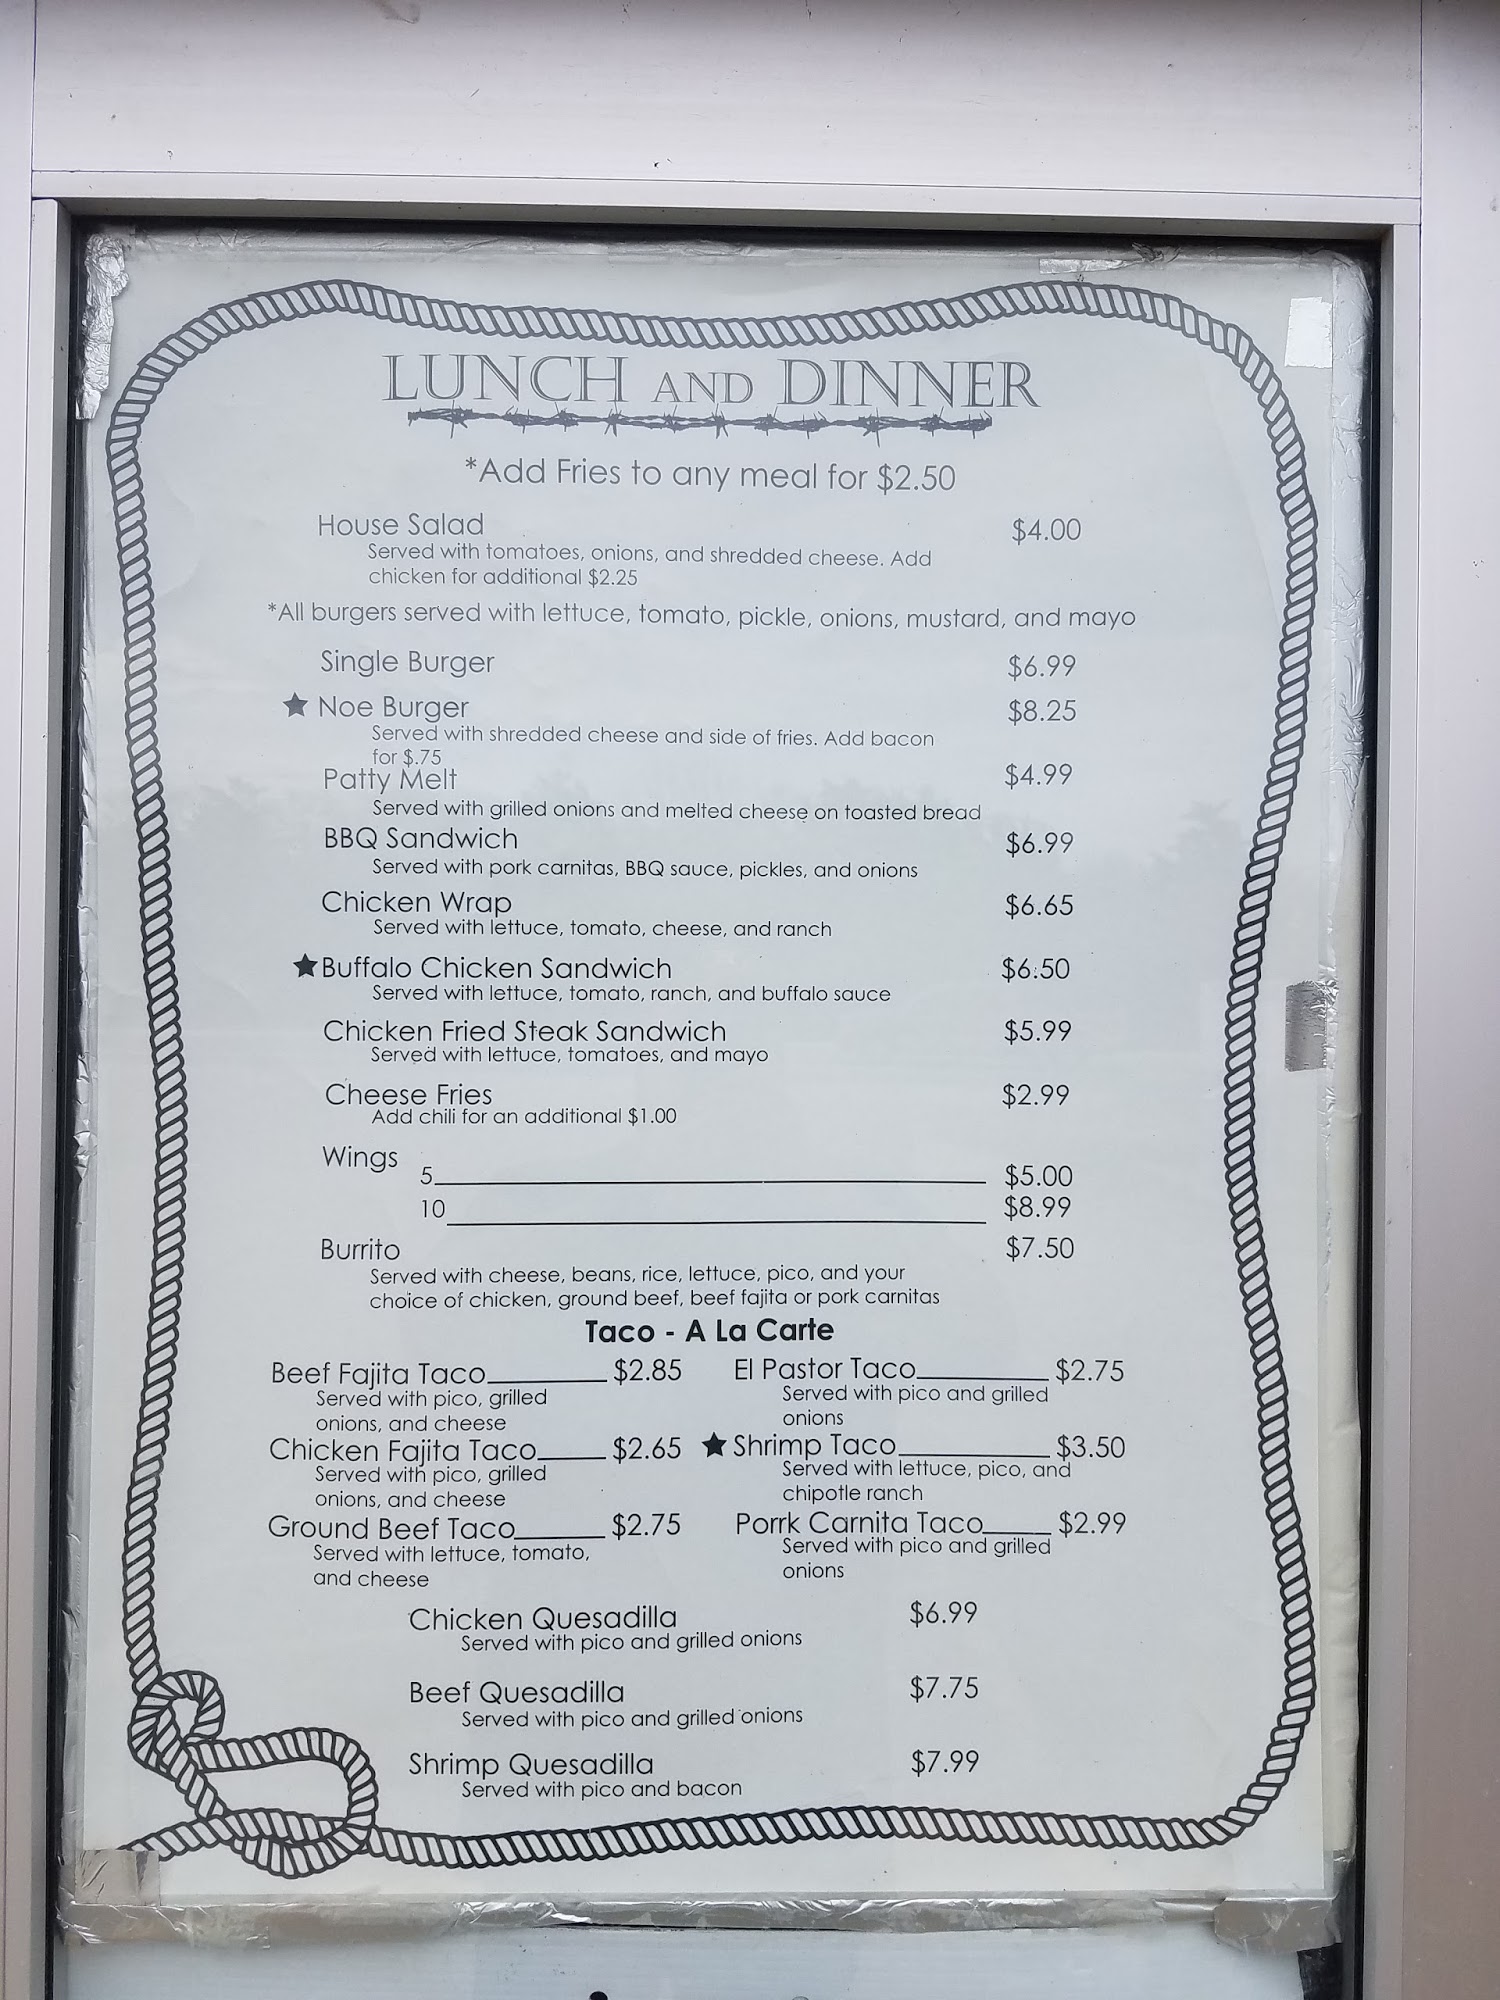 LUNCH AND DINNER
*Add Fries to any meal for $2.50
House Salad $4.00
Served with tomatoes, onions, and shredded cheese. Add
chicken for additional $2.25
*All burgers served with lettuce, tomato, pickle, onions, mustard, and mayo
Single Burger $6.99
★ Noe Burger $8.25
Served with shredded cheese and side of fries. Add bacon
for $.75
Patty Melt $4.99
Served with grilled onions and melted cheese on toasted bread
BBQ Sandwich $6.99
Served with pork carnitas, BBQ sauce, pickles, and onions
Chicken Wrap $6.65
Served with lettuce, tomato, cheese, and ranch
★ Buffalo Chicken Sandwich $6.50
Served with lettuce, tomato, ranch, and buffalo sauce
Chicken Fried Steak Sandwich $5.99
Served with lettuce, tomatoes, and mayo
Cheese Fries $2.99
Add chili for an additional $1.00
Wings
5 $5.00
10 $8.99
Burrito $7.50
Served with cheese, beans, rice, lettuce, pico, and your
choice of chicken, ground beef, beef fajita or pork carnitas
Taco - A La Carte
Beef Fajita Taco $2.85
Served with pico, grilled
onions, and cheese
Chicken Fajita Taco $2.65
Served with pico, grilled
onions, and cheese
Ground Beef Taco $2.75
Served with lettuce, tomato,
and cheese
El Pastor Taco $2.75
Served with pico and grilled
onions
★ Shrimp Taco $3.50
Served with lettuce, pico, and
chipotle ranch
Porrk Carnita Taco $2.99
Served with pico and grilled
onions
Chicken Quesadilla $6.99
Served with pico and grilled onions
Beef Quesadilla $7.75
Served with pico and grilled onions
Shrimp Quesadilla $7.99
Served with pico and bacon